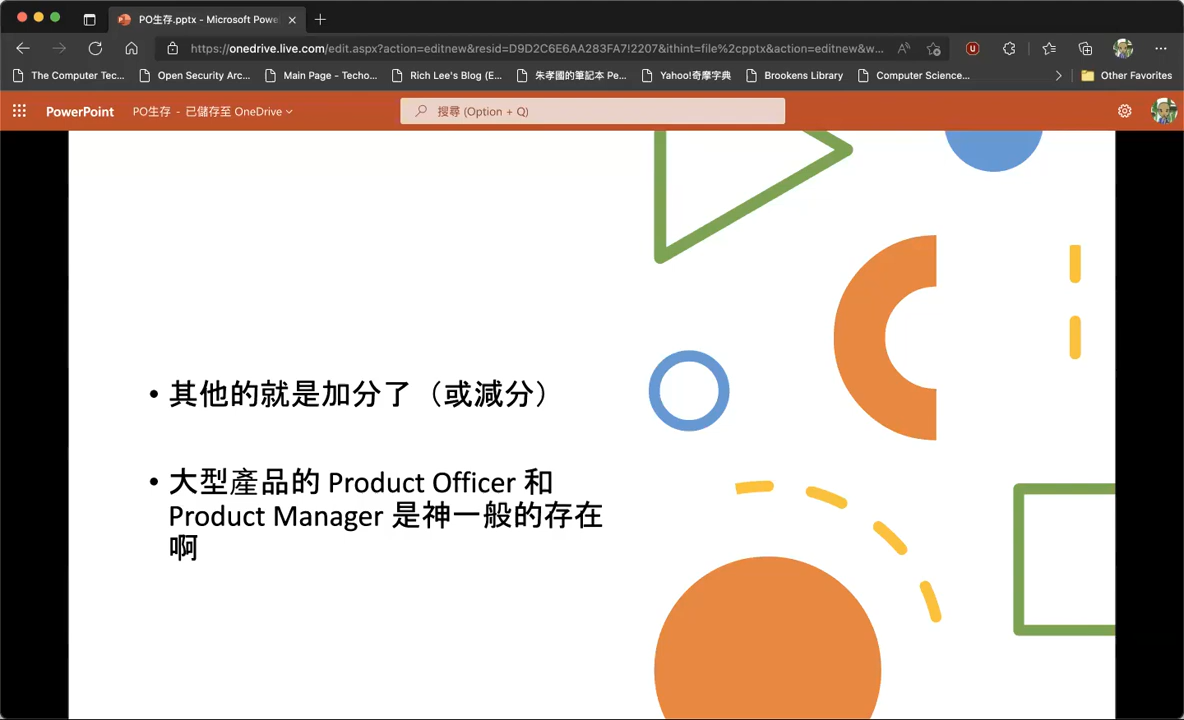 PO生存.pptx - Microsoft Powe
https://onedrive.live.com/edit.aspx?action=editnew&resid=D9D2C6E6AA283FA7!2207&ithint=file%2cpptx&action=editnew&w...
The Computer Tec...
Open Security Arc...
Main Page - Techo...
Rich Lee's Blog (E...
朱孝國的筆記本 Pe...
Yahoo!奇摩字典
Brookens Library
Computer Science...
Other Favorites
PowerPoint
PO生存 - 已儲存至 OneDrive
搜尋 (Option + Q)
• 其他的就是加分了（或減分）
• 大型產品的 Product Officer 和
Product Manager 是神一般的存在
啊